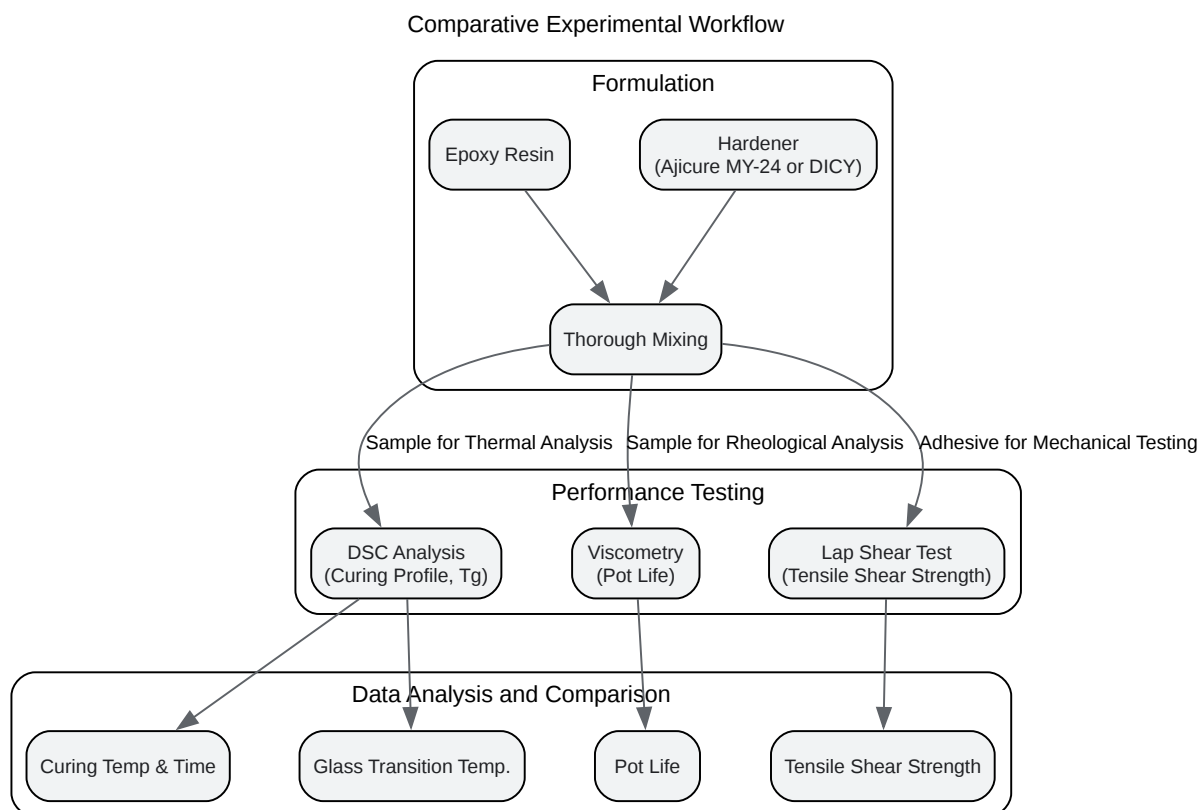 Comparative Experimental Workflow
Formulation
Epoxy Resin
Hardener
(Ajicure MY-24 or DICY)
Thorough Mixing
Sample for Thermal Analysis
Sample for Rheological Analysis
Adhesive for Mechanical Testing
Performance Testing
DSC Analysis
(Curing Profile, Tg)
Viscometry
(Pot Life)
Lap Shear Test
(Tensile Shear Strength)
Data Analysis and Comparison
Curing Temp & Time
Glass Transition Temp.
Pot Life
Tensile Shear Strength